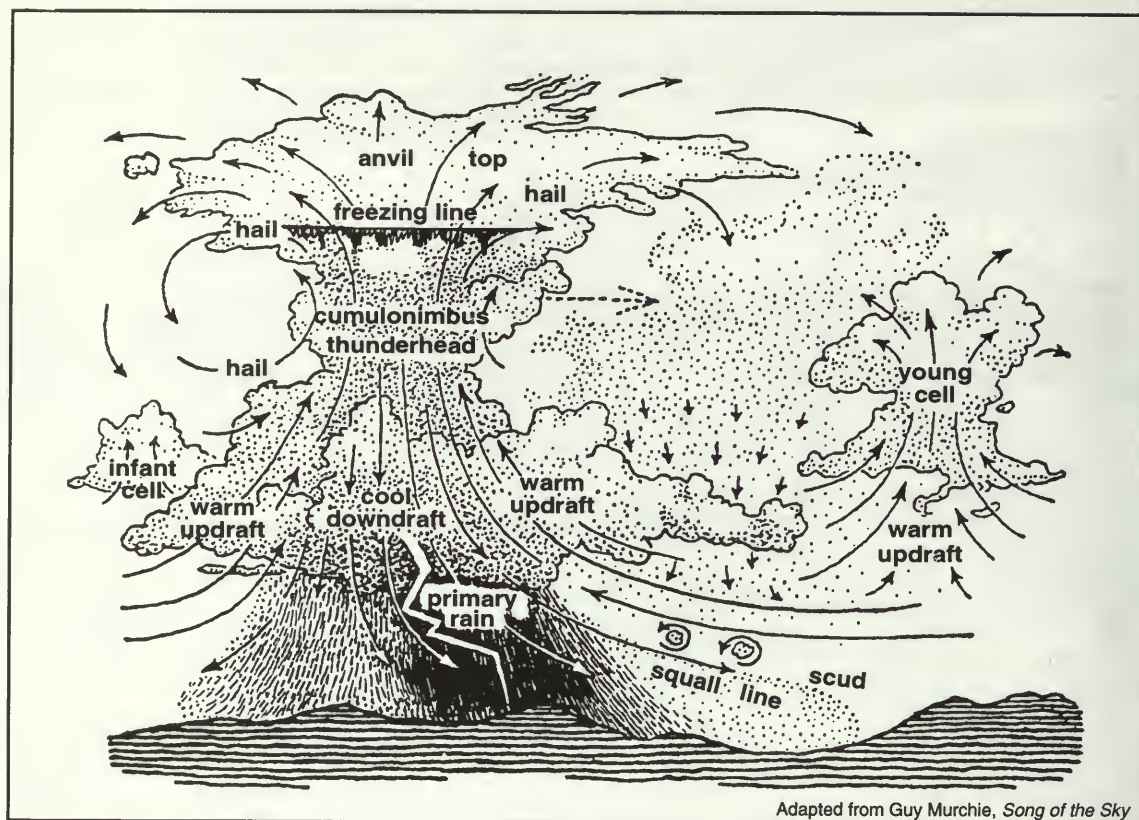 anvil top
hail
freezing line
hail
cumulonimbus
thunderhead
hail
young
cell
infant
cell
warm
updraft
cool
downdraft
warm
updraft
warm
updraft
primary
rain
squall line
scud
Adapted from Guy Murchie, Song of the Sky